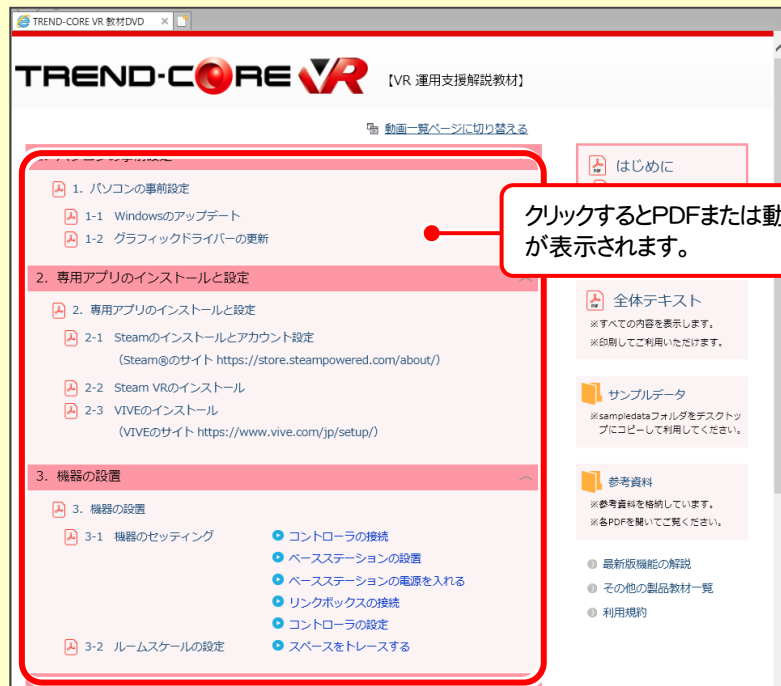 TREND-CORE VR 教材DVD
TREND-CORE VR 【VR 運用支援解説教材】
動画一覧ページに切り替える
1. パソコンの事前設定
1-1 Windowsのアップデート
1-2 グラフィックドライバーの更新
2. 専用アプリのインストールと設定
2. 専用アプリのインストールと設定
2-1 Steamのインストールとアカウント設定
（Steam®のサイト https://store.steampowered.com/about/）
2-2 Steam VRのインストール
2-3 VIVEのインストール
（VIVEのサイト https://www.vive.com/jp/setup/）
3. 機器の設置
3. 機器の設置
3-1 機器のセッティング
コントローラの接続
ベースステーションの設置
ベースステーションの電源を入れる
リンクボックスの接続
コントローラの設定
3-2 ルームスケールの設定
スペースをトレースする
はじめに
クリックするとPDFまたは動
が表示されます。
全体テキスト
※すべての内容を表示します。
※印刷してご利用いただけます。
サンプルデータ
※sampledataフォルダをデスクトッ
プにコピーして利用してください。
参考資料
※参考資料を格納しています。
※各PDFを開いてご覧ください。
最新版機能の解説
その他の製品教材一覧
利用規約